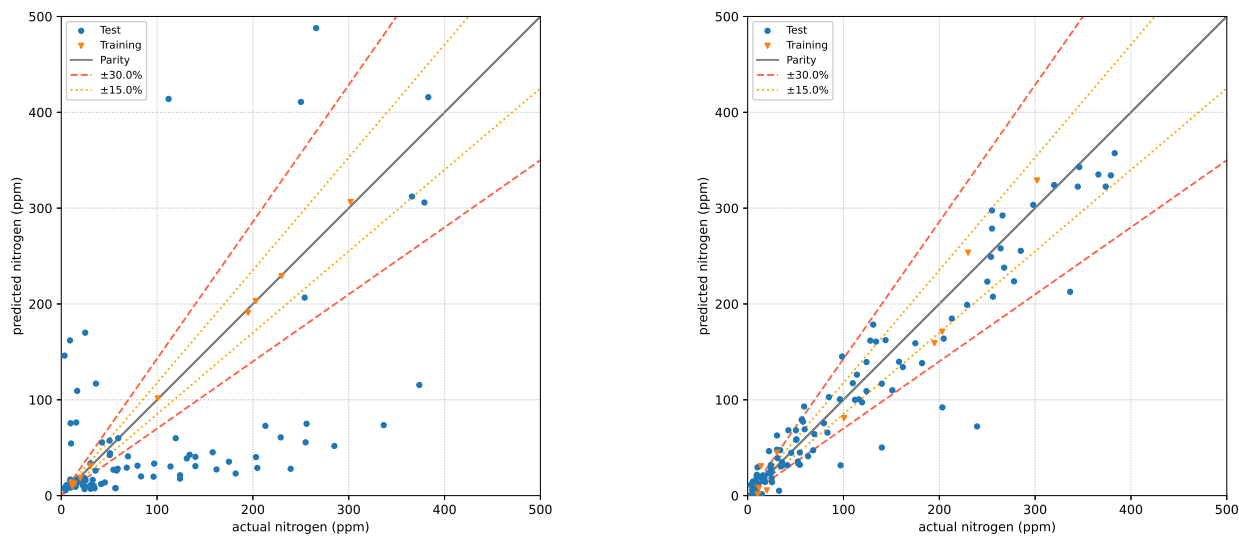 500
400
300
200
100
0
predicted nitrogen (ppm)
Test
Training
Parity
±30.0%
±15.0%
0 100 200 300 400 500
actual nitrogen (ppm)
500
400
300
200
100
0
predicted nitrogen (ppm)
Test
Training
Parity
±30.0%
±15.0%
0 100 200 300 400 500
actual nitrogen (ppm)